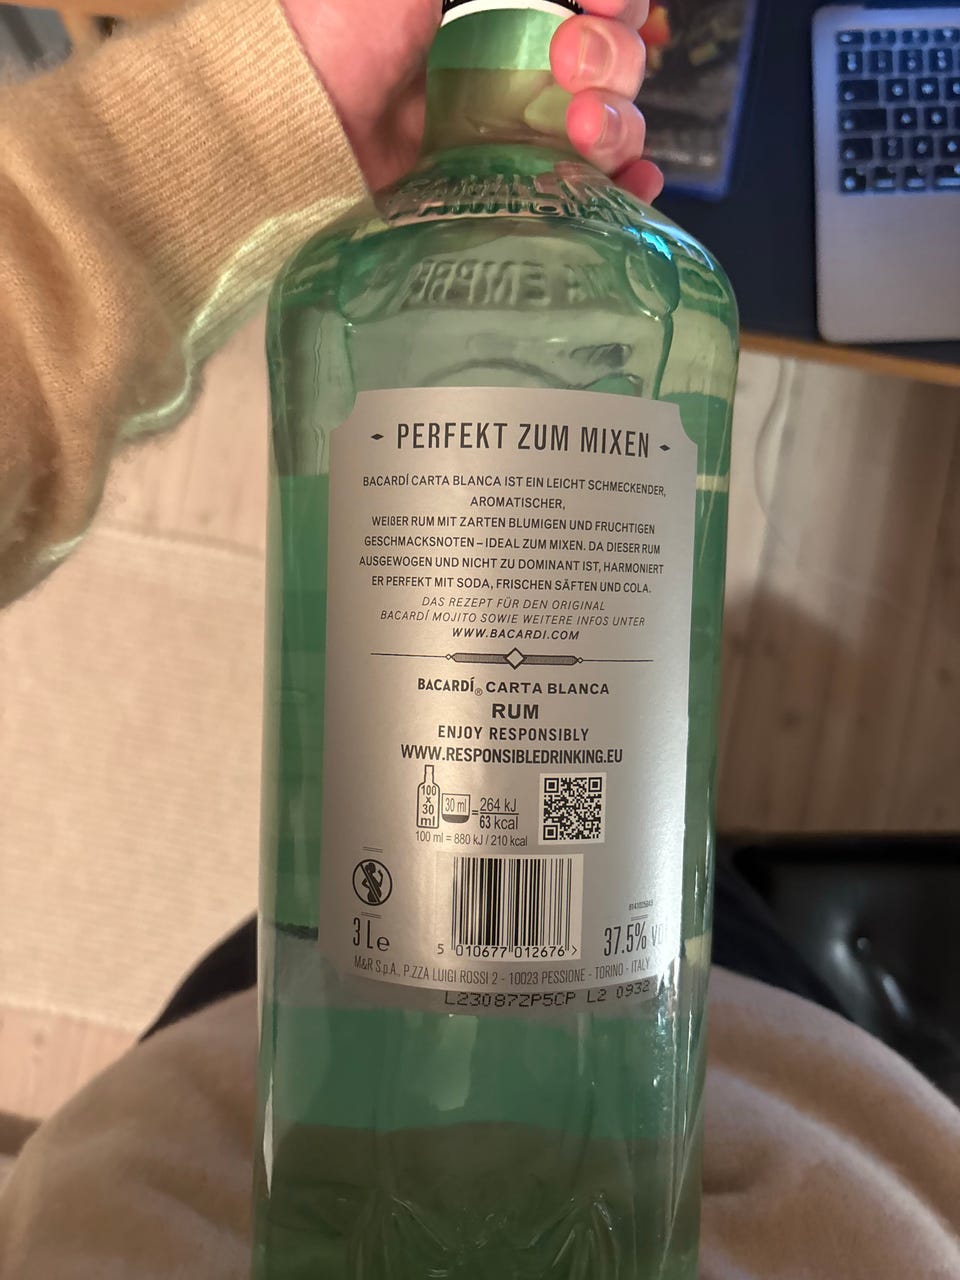 PERFEKT ZUM MIXEN
BACARDÍ CARTA BLANCA IST EIN LEICHT SCHMECKENDER,
AROMATISCHER,
WEIßER RUM MIT ZARTEN BLUMIGEN UND FRUCHTIGEN
GESCHMACKSNOTEN – IDEAL ZUM MIXEN. DA DIESER RUM
AUSGEWOGEN UND NICHT ZU DOMINANT IST, HARMONIERT
ER PERFEKT MIT SODA, FRISCHEN SÄFTEN UND COLA.
DAS REZEPT FÜR DEN ORIGINAL
BACARDÍ MOJITO SOWIE WEITERE INFOS UNTER
WWW.BACARDI.COM
BACARDÍ® CARTA BLANCA
RUM
ENJOY RESPONSIBLY
WWW.RESPONSIBLEDRINKING.EU
100 x 30 ml 30 ml = 264 kJ / 63 kcal
100 ml = 880 kJ / 210 kcal
3 L e
5 010677 012676 >
37.5%
M&R S.p.A., P.ZZA LUIGI ROSSI 2 - 10023 PESSIONE - TORINO - ITALY
L23087ZP5CP L2 0932